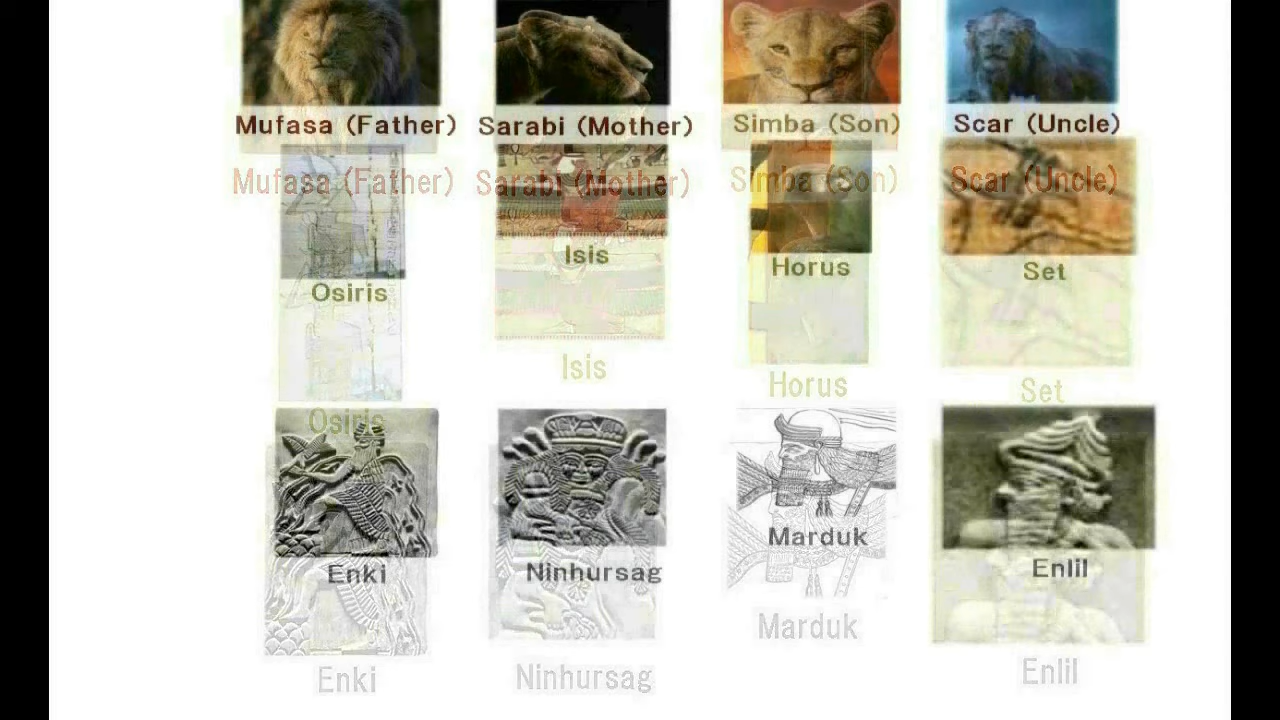 Mufasa (Father) Sarabi (Mother) Simba (Son) Scar (Uncle)
Mufasa (Father) Sarabi (Mother) Simba (Son) Scar (Uncle)
Osiris Isis Horus Set
Osiris Isis Horus Set
Enki Ninhursag Marduk Enlil
Enki Ninhursag Marduk Enlil